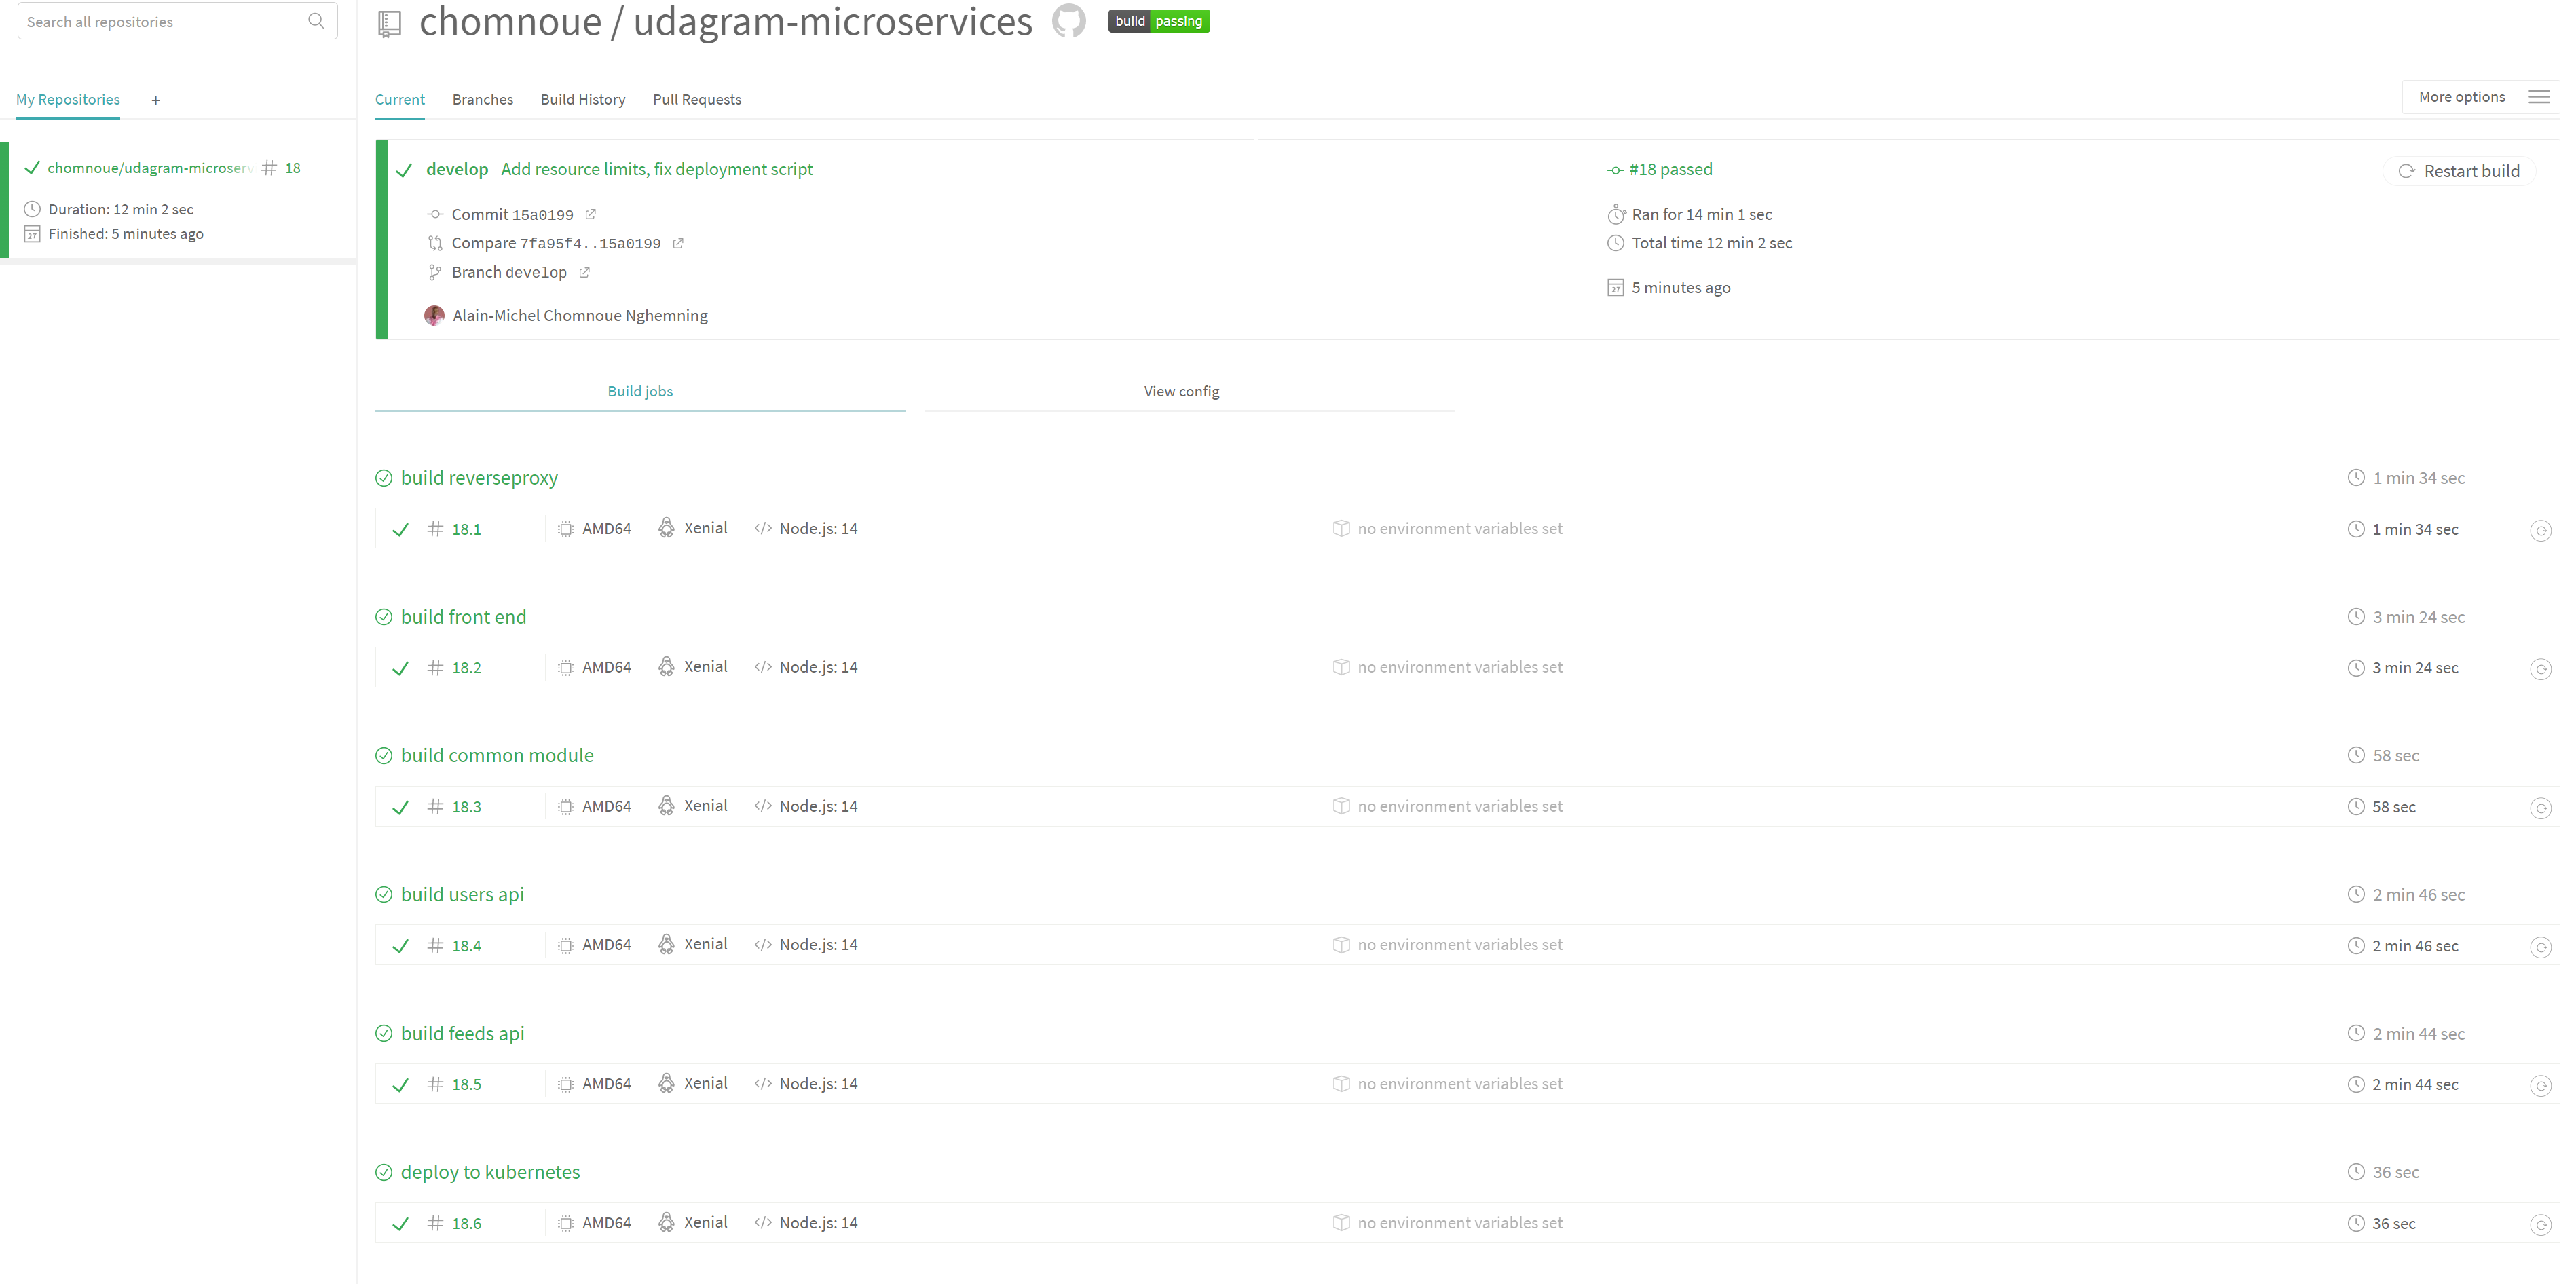 Search all repositories
chomnoue / udagram-microservices build passing
My Repositories +
Current Branches Build History Pull Requests
More options
chomnoue/udagram-microserv # 18
Duration: 12 min 2 sec
Finished: 5 minutes ago
develop Add resource limits, fix deployment script
Commit 15a0199
Compare 7fa95f4..15a0199
Branch develop
Alain-Michel Chomnoue Nghemning
#18 passed
Ran for 14 min 1 sec
Total time 12 min 2 sec
5 minutes ago
Restart build
Build jobs View config
build reverseproxy 1 min 34 sec
# 18.1 AMD64 Xenial </> Node.js: 14 no environment variables set 1 min 34 sec
build front end 3 min 24 sec
# 18.2 AMD64 Xenial </> Node.js: 14 no environment variables set 3 min 24 sec
build common module 58 sec
# 18.3 AMD64 Xenial </> Node.js: 14 no environment variables set 58 sec
build users api 2 min 46 sec
# 18.4 AMD64 Xenial </> Node.js: 14 no environment variables set 2 min 46 sec
build feeds api 2 min 44 sec
# 18.5 AMD64 Xenial </> Node.js: 14 no environment variables set 2 min 44 sec
deploy to kubernetes 36 sec
# 18.6 AMD64 Xenial </> Node.js: 14 no environment variables set 36 sec